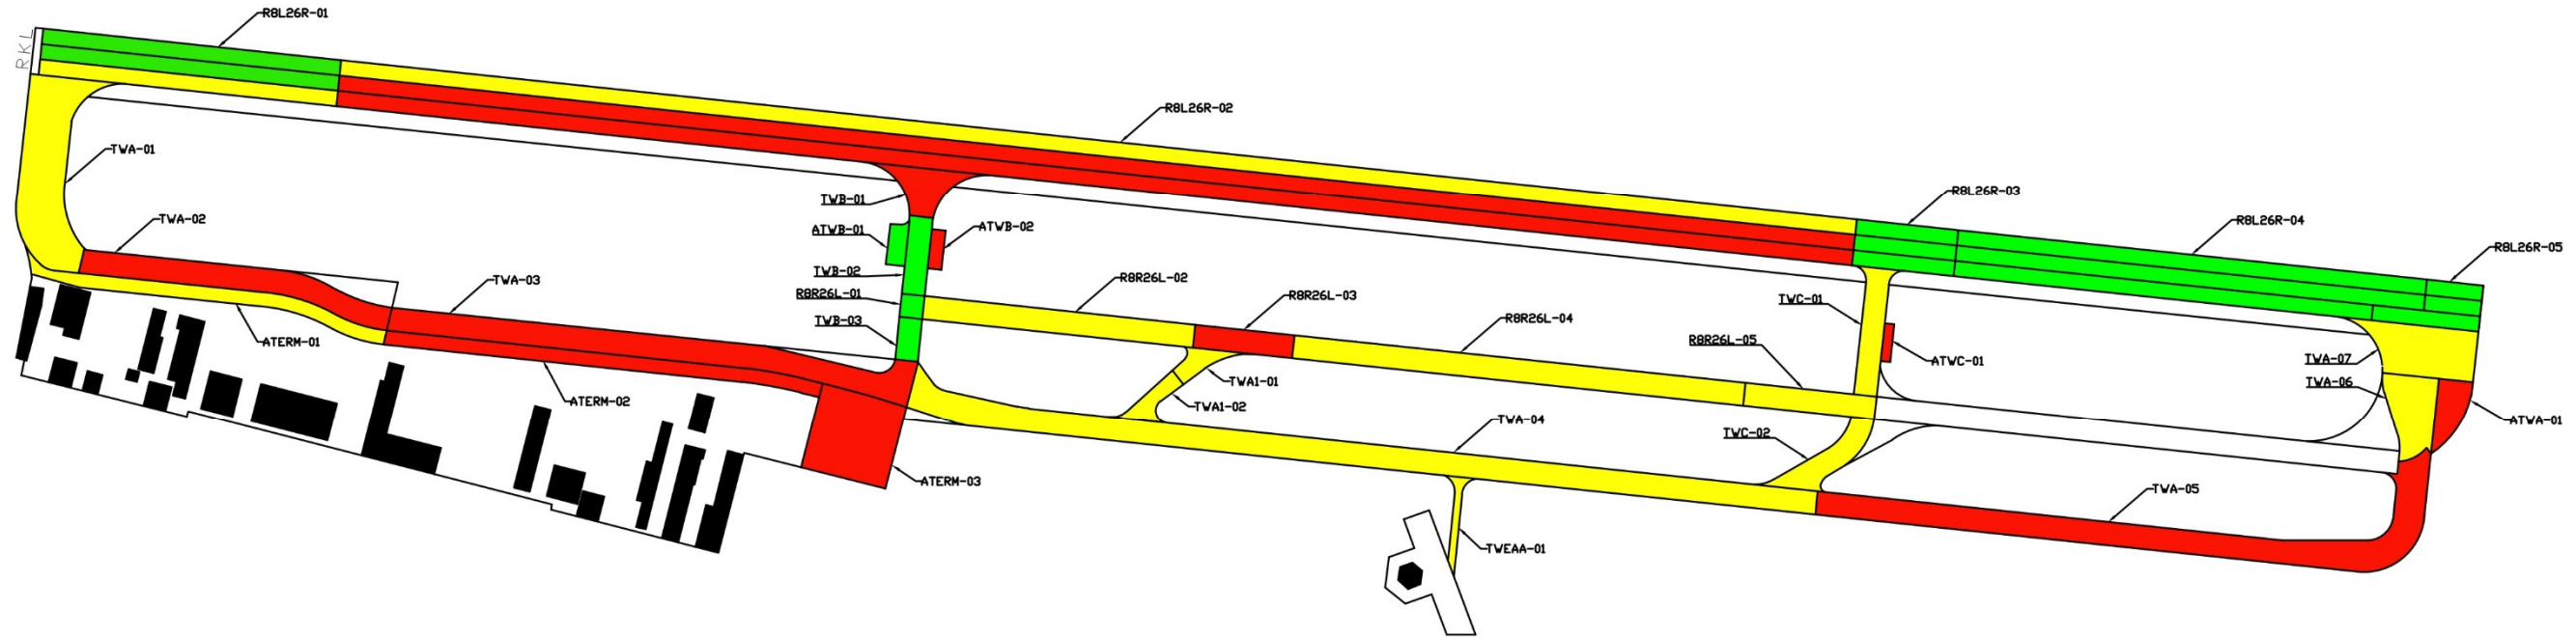 R8L26R-01
RKL
R8L26R-02
TWA-01
R8L26R-03
TWB-01
TWA-02
R8L26R-04
ATWB-01
ATWB-02
R8L26R-05
TWB-02
TWA-03
R8R26L-02
R8R26L-01
R8R26L-03
TWC-01
TWB-03
R8R26L-04
ATERM-01
R8R26L-05
TWA-07
ATWC-01
TWA1-01
TWA-06
ATERM-02
TWA1-02
TWA-04
ATWA-01
TWC-02
ATERM-03
TWA-05
TWEAA-01